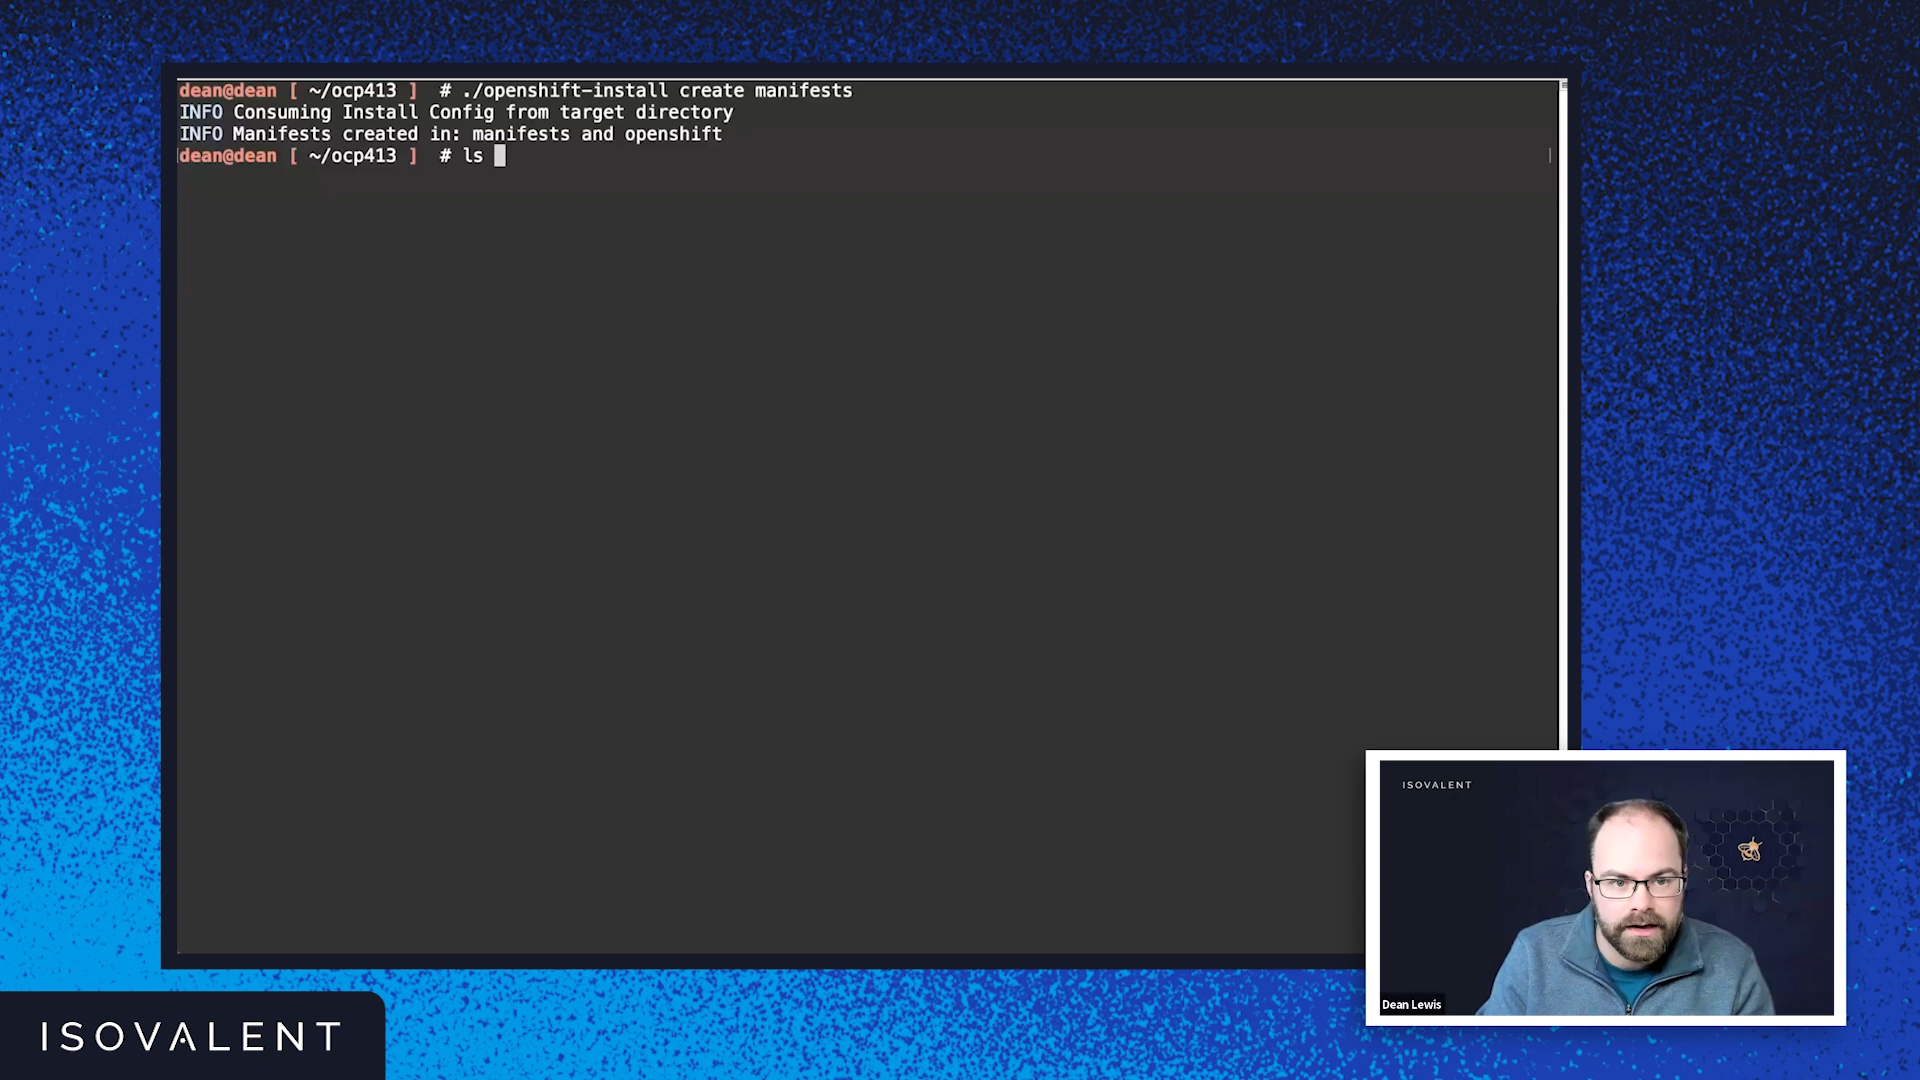 dean@dean [ ~/ocp413 ]  # ./openshift-install create manifests
INFO Consuming Install Config from target directory
INFO Manifests created in: manifests and openshift
dean@dean [ ~/ocp413 ]  # ls
ISOVALENT
Dean Lewis
ISOVALENT